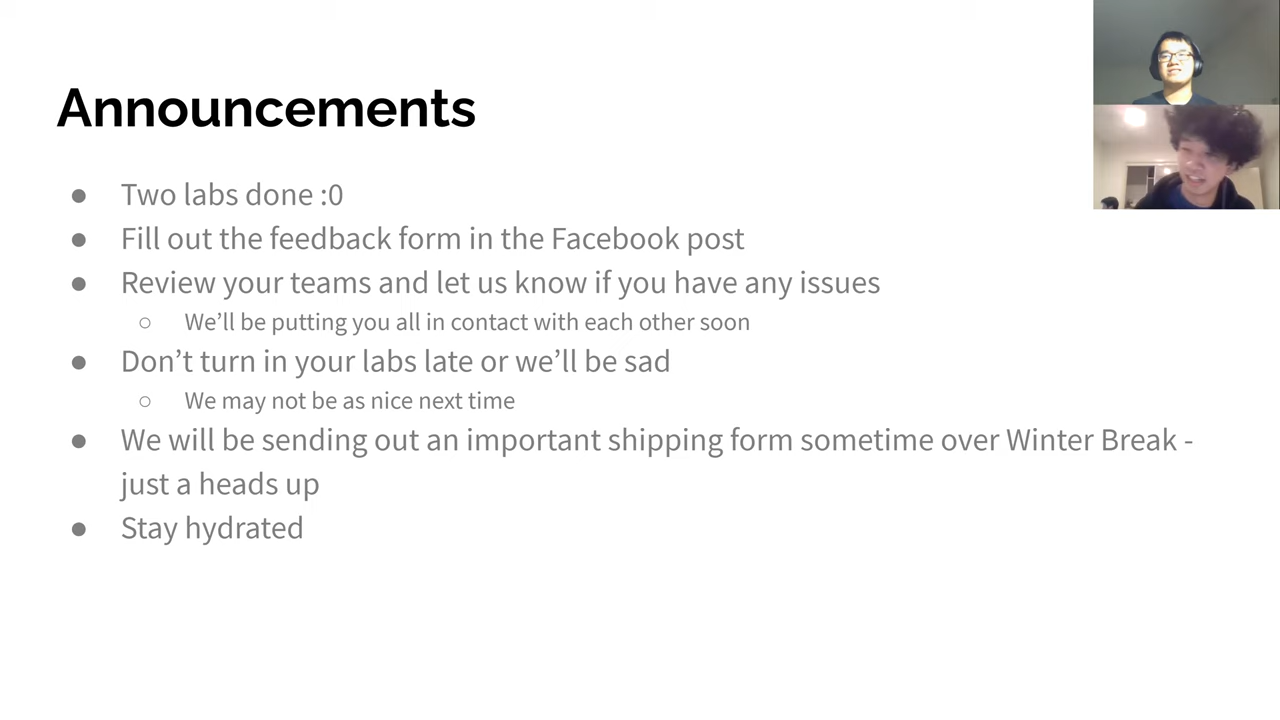 Announcements
● Two labs done :0
● Fill out the feedback form in the Facebook post
● Review your teams and let us know if you have any issues
○ We’ll be putting you all in contact with each other soon
● Don’t turn in your labs late or we’ll be sad
○ We may not be as nice next time
● We will be sending out an important shipping form sometime over Winter Break -
just a heads up
● Stay hydrated